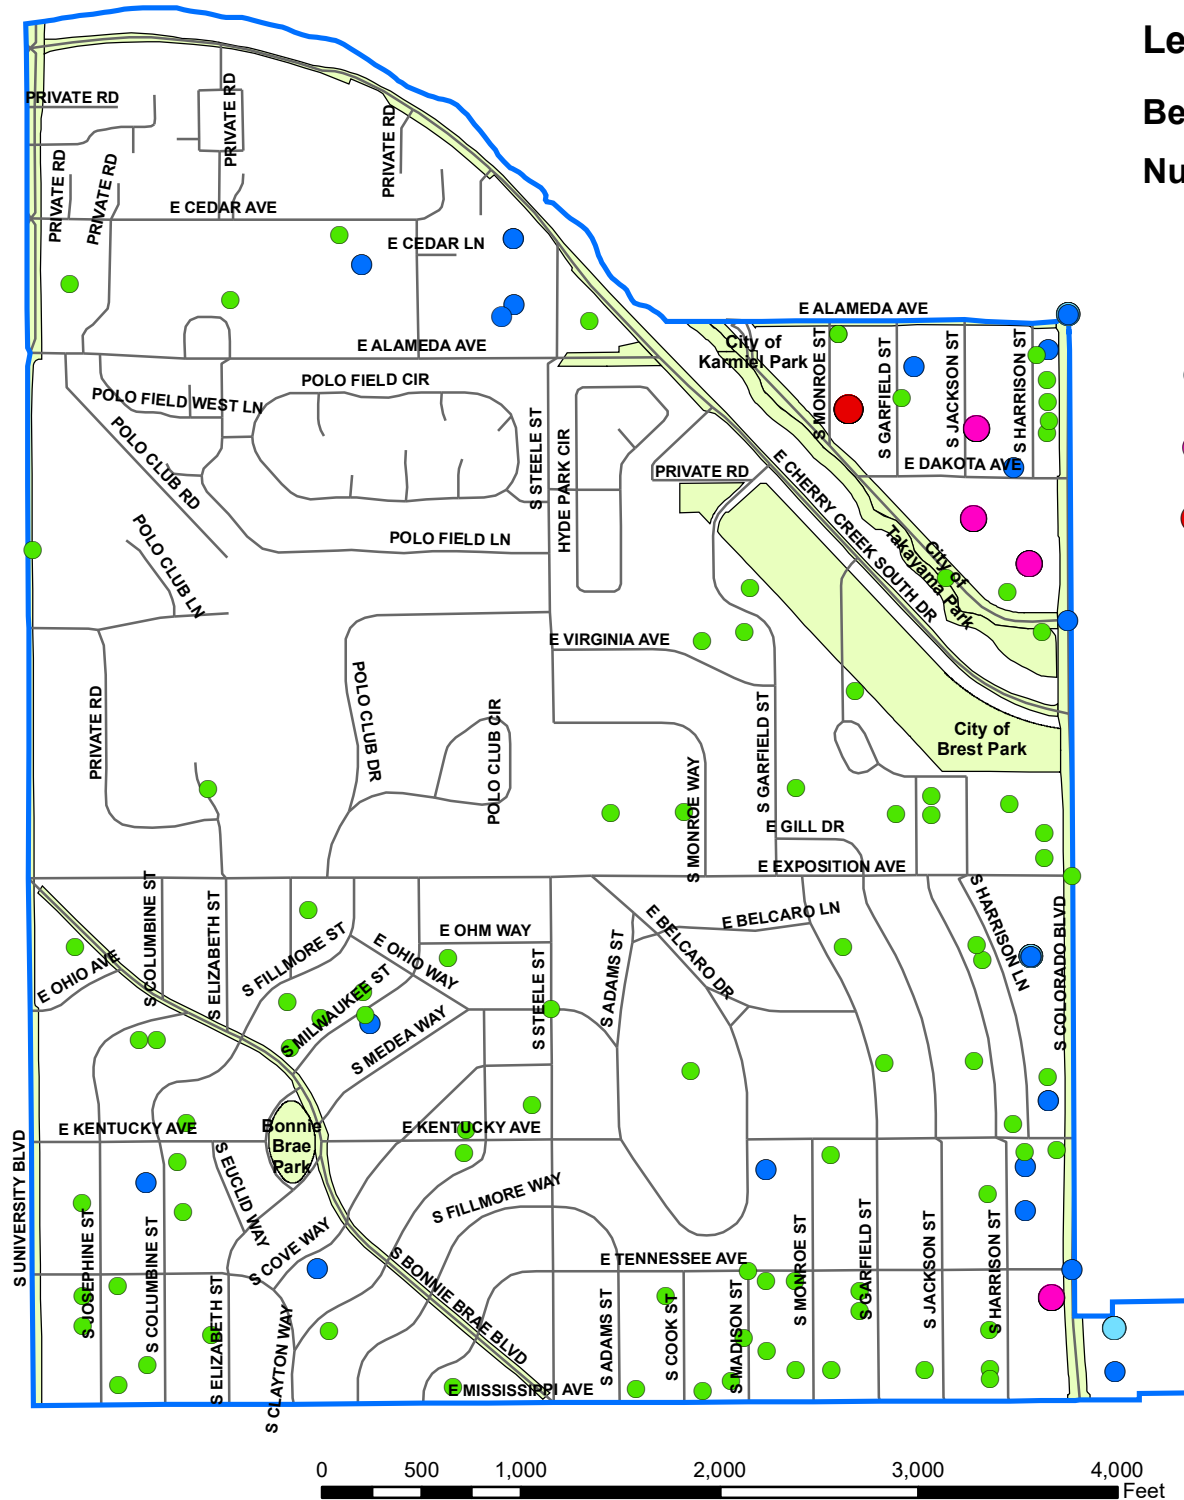 Le
Be
Nu
PRIVATE RD
PRIVATE RD
PRIVATE RD
PRIVATE RD
PRIVATE RD
E CEDAR AVE
E CEDAR LN
E ALAMEDA AVE
E ALAMEDA AVE
City of
Karmiel Park
S MONROE ST
S GARFIELD ST
S JACKSON ST
S HARRISON ST
E DAKOTA AVE
POLO FIELD CIR
POLO FIELD WEST LN
POLO CLUB RD
S STEELE ST
HYDE PARK CIR
PRIVATE RD
E CHERRY CREEK SOUTH DR
City of
Takayama Park
POLO FIELD LN
POLO CLUB LN
E VIRGINIA AVE
PRIVATE RD
POLO CLUB DR
POLO CLUB CIR
S MONROE WAY
S GARFIELD ST
City of
Brest Park
E GILL DR
E EXPOSITION AVE
S COLUMBINE ST
S ELIZABETH ST
E OHIO AVE
S FILLMORE ST
E OHIO WAY
E OHM WAY
S MILWAUKEE ST
S MEDEA WAY
S STEELE ST
S ADAMS ST
E BELCARO DR
E BELCARO LN
S HARRISON LN
S COLORADO BLVD
E KENTUCKY AVE
Bonnie
Brae
Park
E KENTUCKY AVE
S UNIVERSITY BLVD
S EUCLID WAY
S FILLMORE WAY
S COVE WAY
E TENNESSEE AVE
S JOSEPHINE ST
S COLUMBINE ST
S ELIZABETH ST
S CLAYTON WAY
S BONNIE BRAE BLVD
S ADAMS ST
S COOK ST
S MADISON ST
S MONROE ST
S GARFIELD ST
S JACKSON ST
S HARRISON ST
E MISSISSIPPI AVE
0 500 1,000 2,000 3,000 4,000
Feet